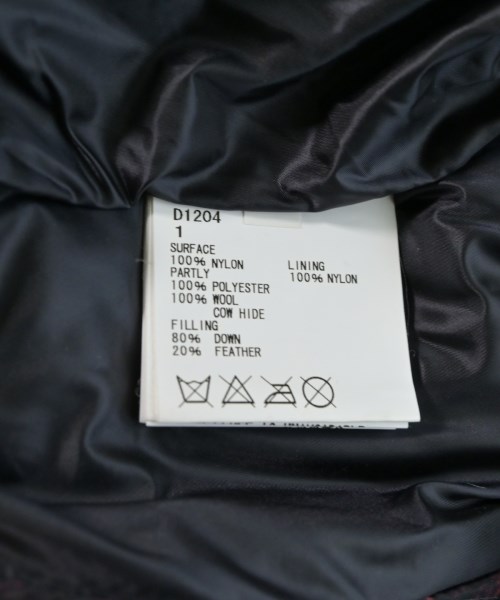 D1204
1
SURFACE
100% NYLON
PARTLY
100% POLYESTER
100% WOOL
COW HIDE
LINING
100% NYLON
FILLING
80% DOWN
20% FEATHER